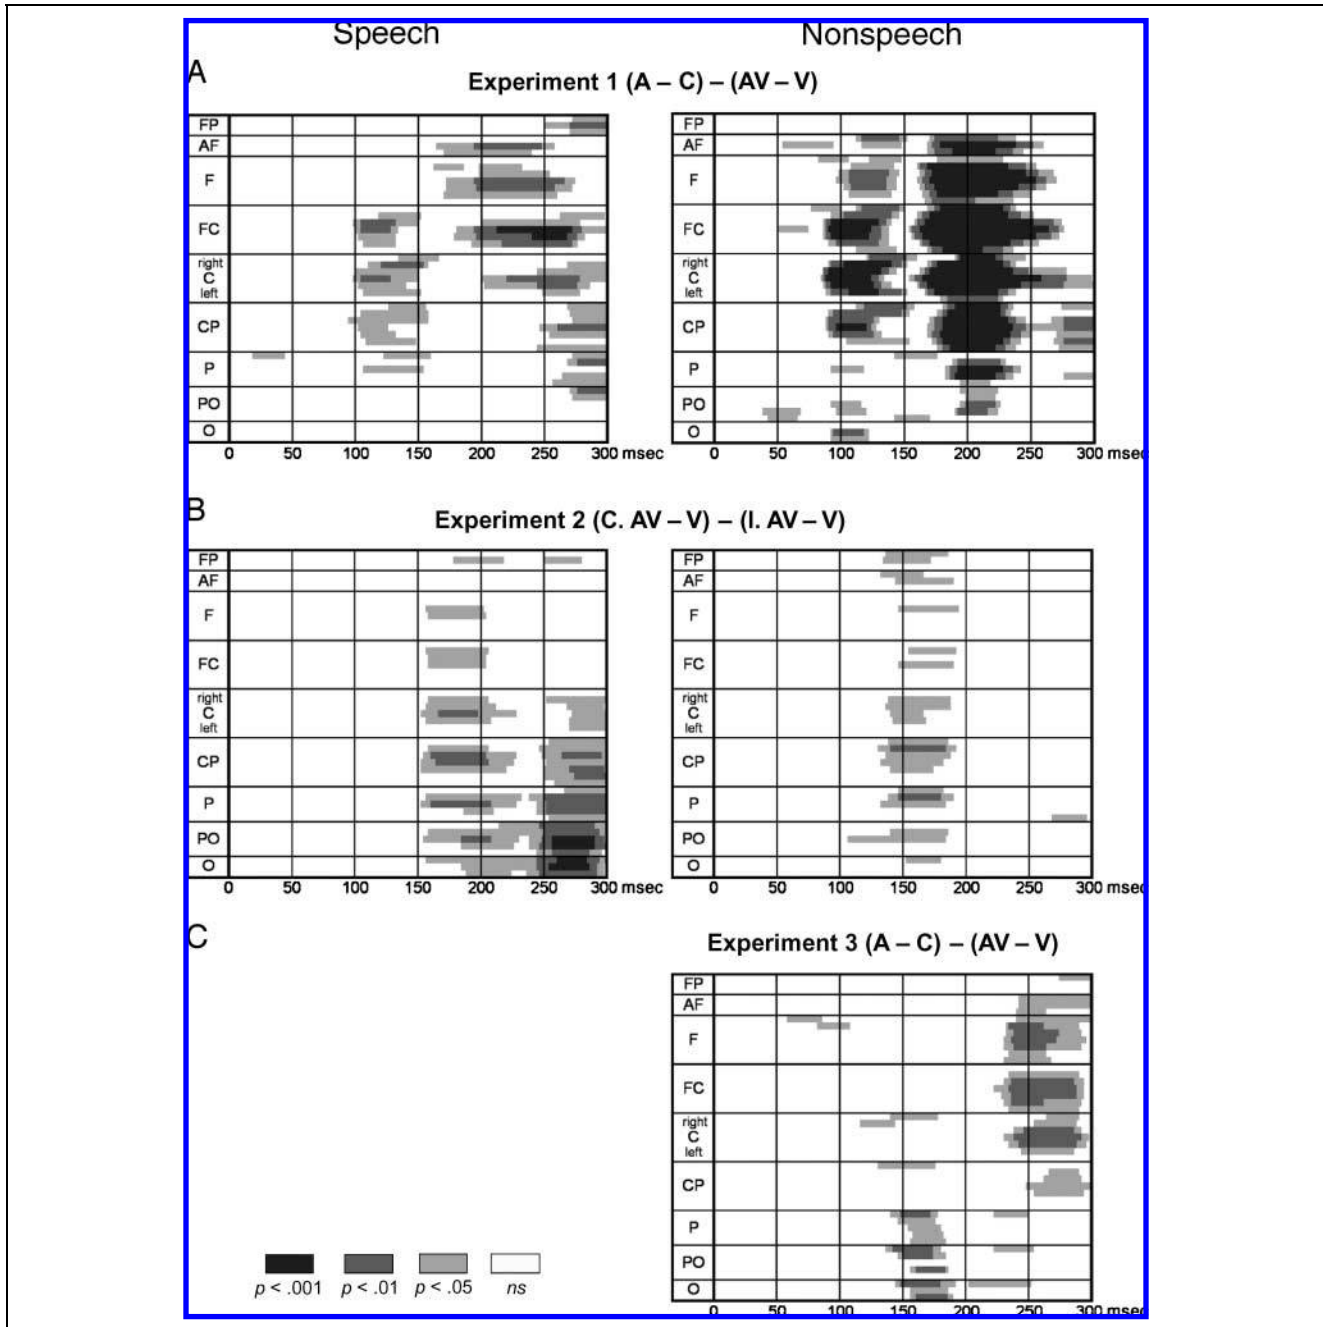 Speech Nonspeech
A
Experiment 1 (A – C) – (AV – V)
FP
AF
F
FC
right
C
left
CP
P
PO
O
0 50 100 150 200 250 300 msec
FP
AF
F
FC
right
C
left
CP
P
PO
O
0 50 100 150 200 250 300 msec
B
Experiment 2 (C. AV – V) – (I. AV – V)
FP
AF
F
FC
right
C
left
CP
P
PO
O
0 50 100 150 200 250 300 msec
FP
AF
F
FC
right
C
left
CP
P
PO
O
0 50 100 150 200 250 300 msec
C
Experiment 3 (A – C) – (AV – V)
FP
AF
F
FC
right
C
left
CP
P
PO
O
0 50 100 150 200 250 300 msec
p < .001 p < .01 p < .05 ns